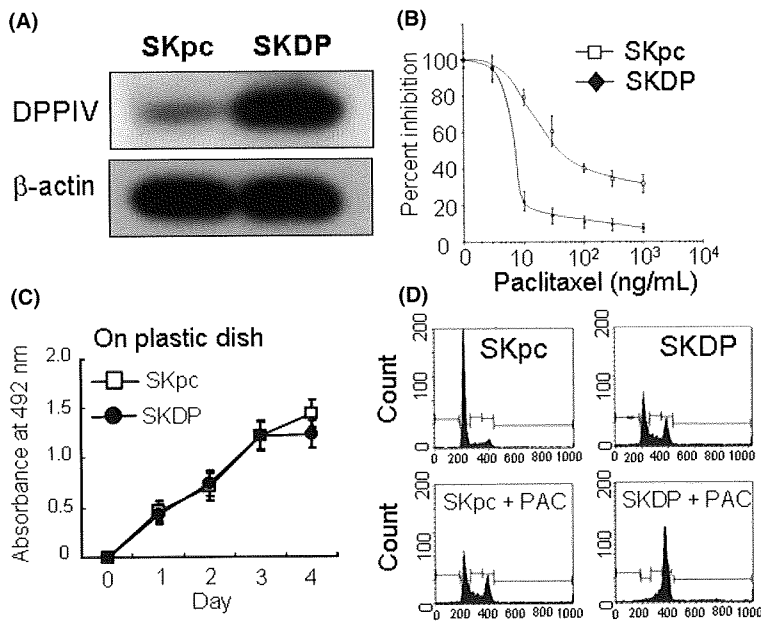 (A)
SKpc SKDP
DPPIV
β-actin
(B)
SKpc
SKDP
Percent inhibition
100
80
60
40
20
0
0 10 10² 10³ 10⁴
Paclitaxel (ng/mL)
(C)
On plastic dish
SKpc
SKDP
Absorbance at 492 nm
2.0
1.5
1.0
0.5
0
0 1 2 3 4
Day
(D)
SKpc
Count
200
100
0
0 200 400 600 800 1000
SKDP
200
100
0
0 200 400 600 800 1000
SKpc + PAC
Count
200
100
0
0 200 400 600 800 1000
SKDP + PAC
200
100
0
0 200 400 600 800 1000